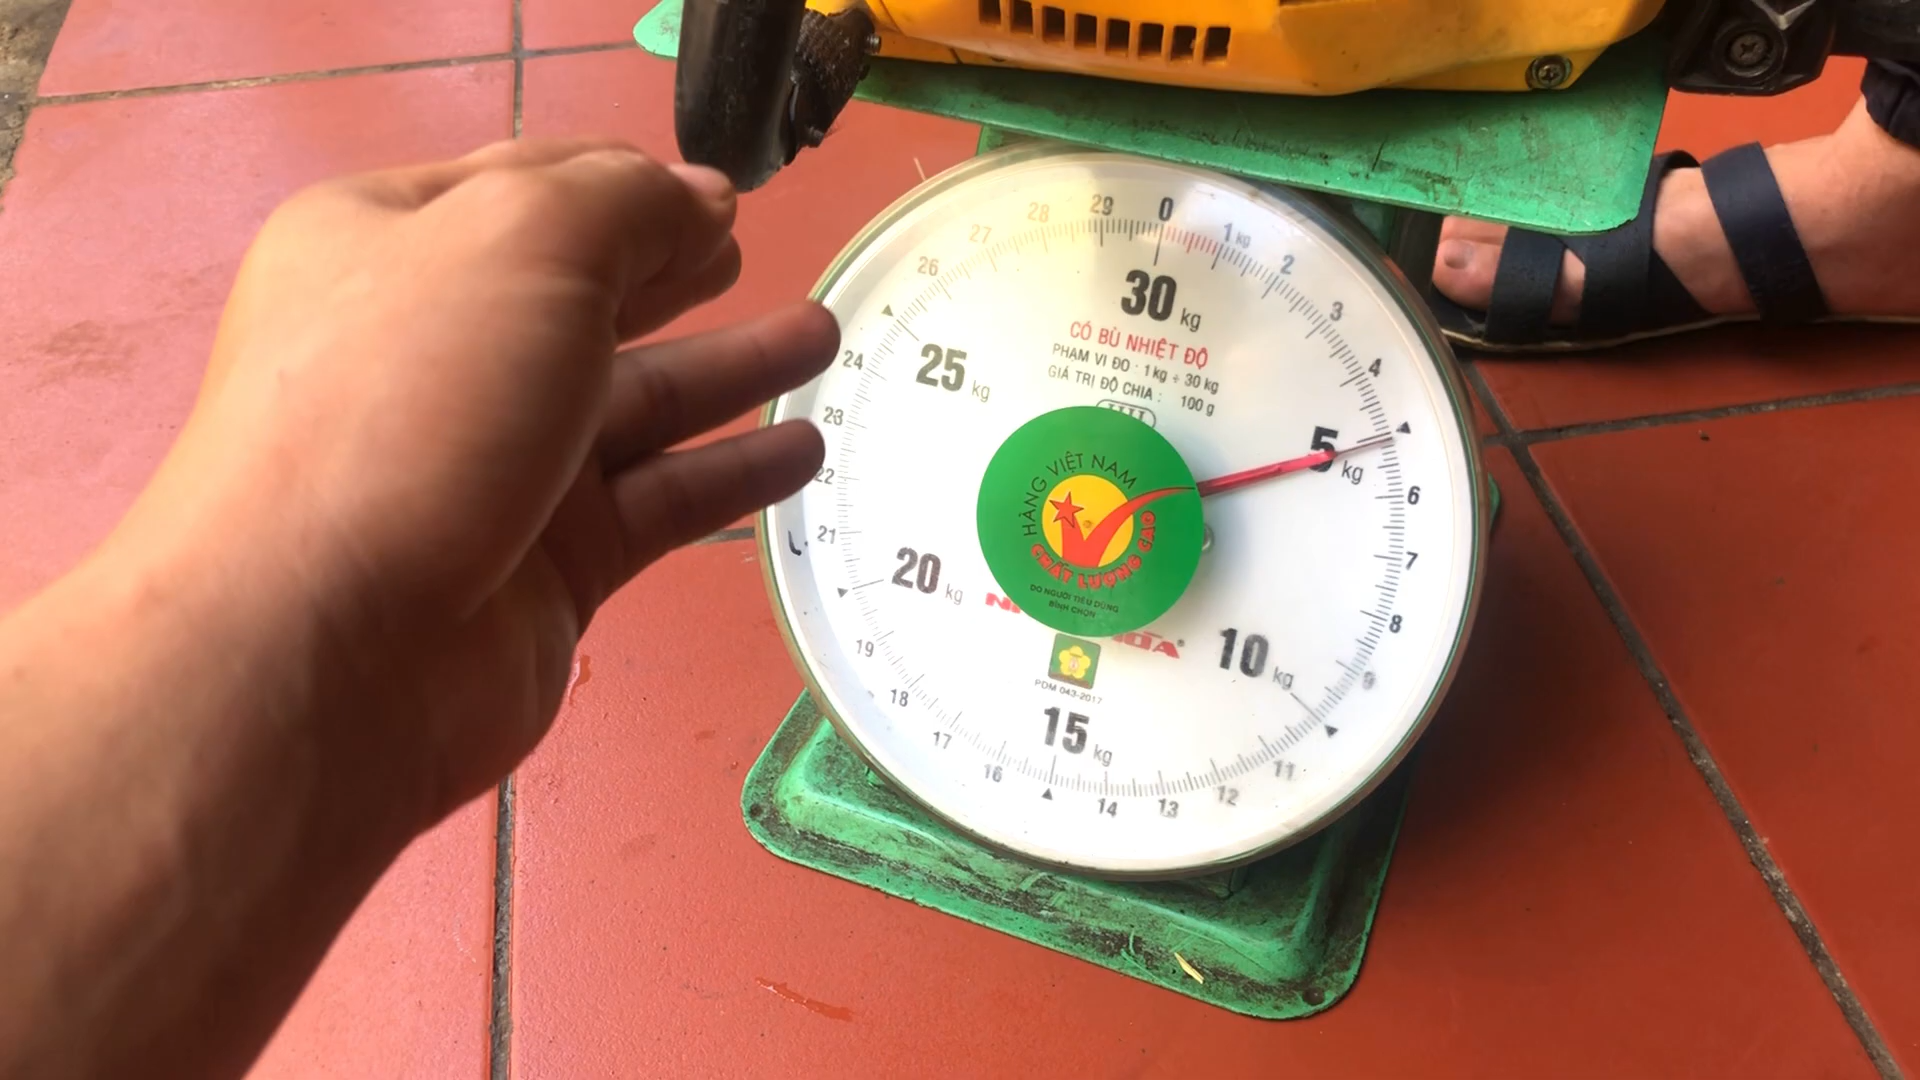 0
1 kg
2
3
4
5 kg
6
7
8
9
10 kg
11
12
13
14
15 kg
16
17
18
19
20 kg
21
22
23
24
25 kg
26
27
28
29
30 kg
CÓ BÙ NHIỆT ĐỘ
PHẠM VI ĐO : 1 kg ÷ 30 kg
GIÁ TRỊ ĐỘ CHIA : 100 g
HÀNG VIỆT NAM
CHẤT LƯỢNG CAO
DO NGƯỜI TIÊU DÙNG
BÌNH CHỌN
PDM 043-2017